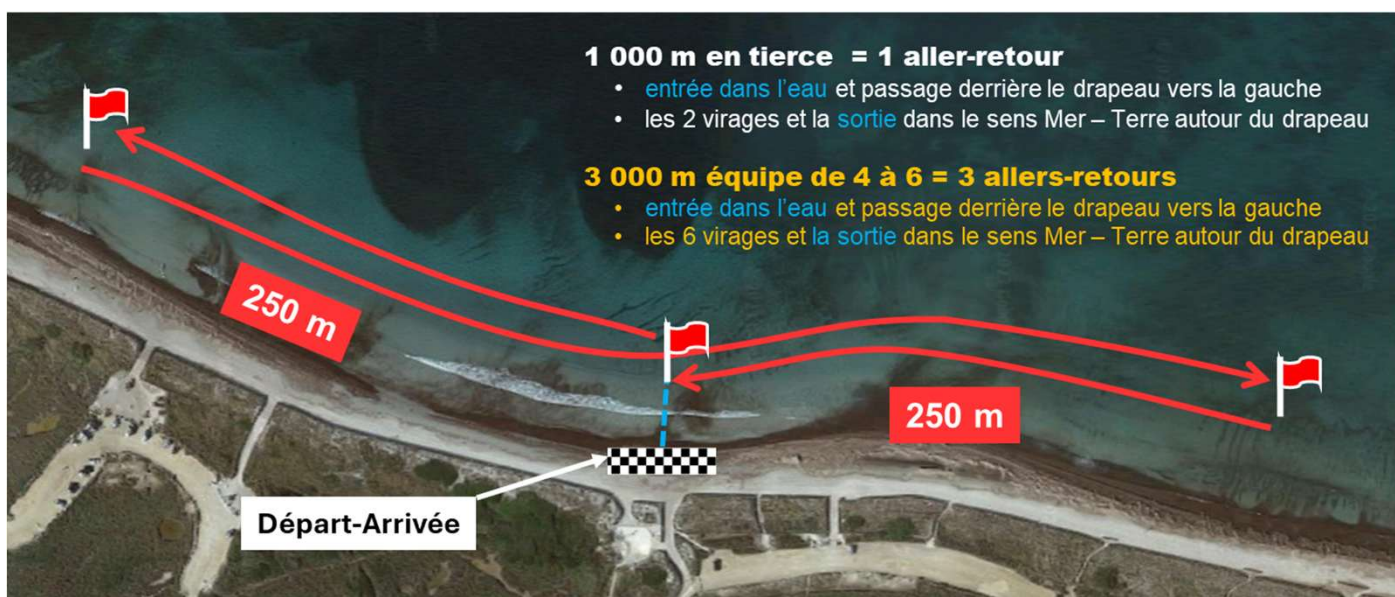 1 000 m en tierce = 1 aller-retour
• entrée dans l'eau et passage derrière le drapeau vers la gauche
• les 2 virages et la sortie dans le sens Mer – Terre autour du drapeau
3 000 m équipe de 4 à 6 = 3 allers-retours
• entrée dans l'eau et passage derrière le drapeau vers la gauche
• les 6 virages et la sortie dans le sens Mer – Terre autour du drapeau
250 m
250 m
Départ-Arrivée